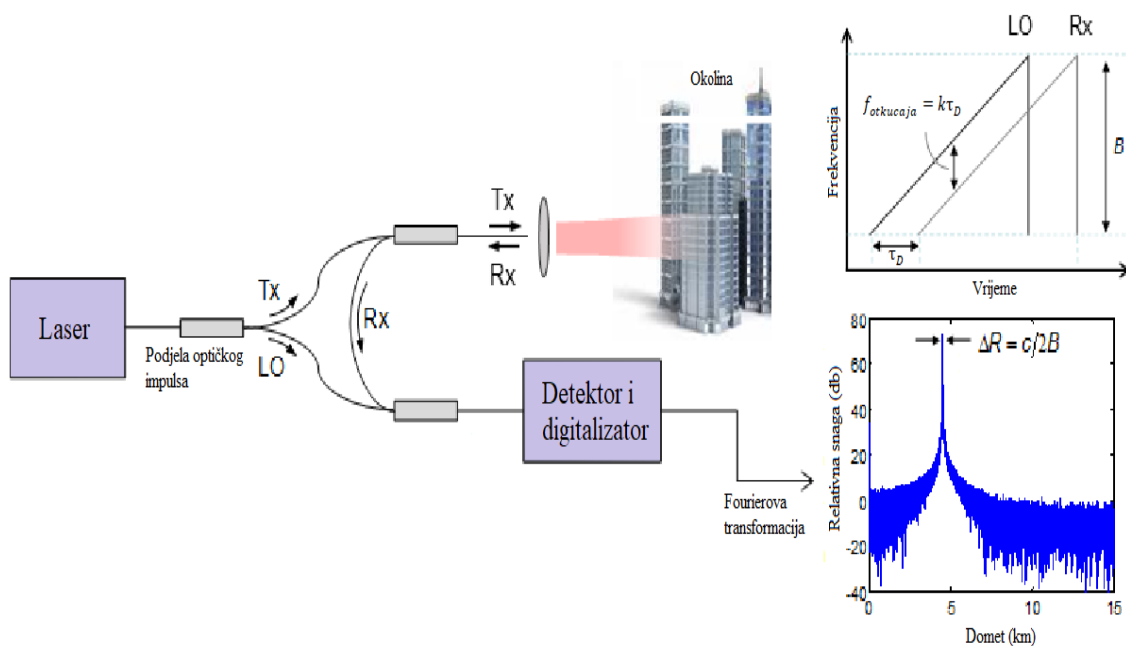 Laser
Podjela optičkog
impulsa
Tx
LO
Rx
Tx
Rx
Okolina
Detektor i
digitalizator
Fourierova
transformacija
LO
Rx
Frekvencija
f_otkucaja = kτ_D
B
τ_D
Vrijeme
80
60
40
20
0
-20
-40
ΔR = c/2B
Relativna snaga (db)
0
5
10
15
Domet (km)